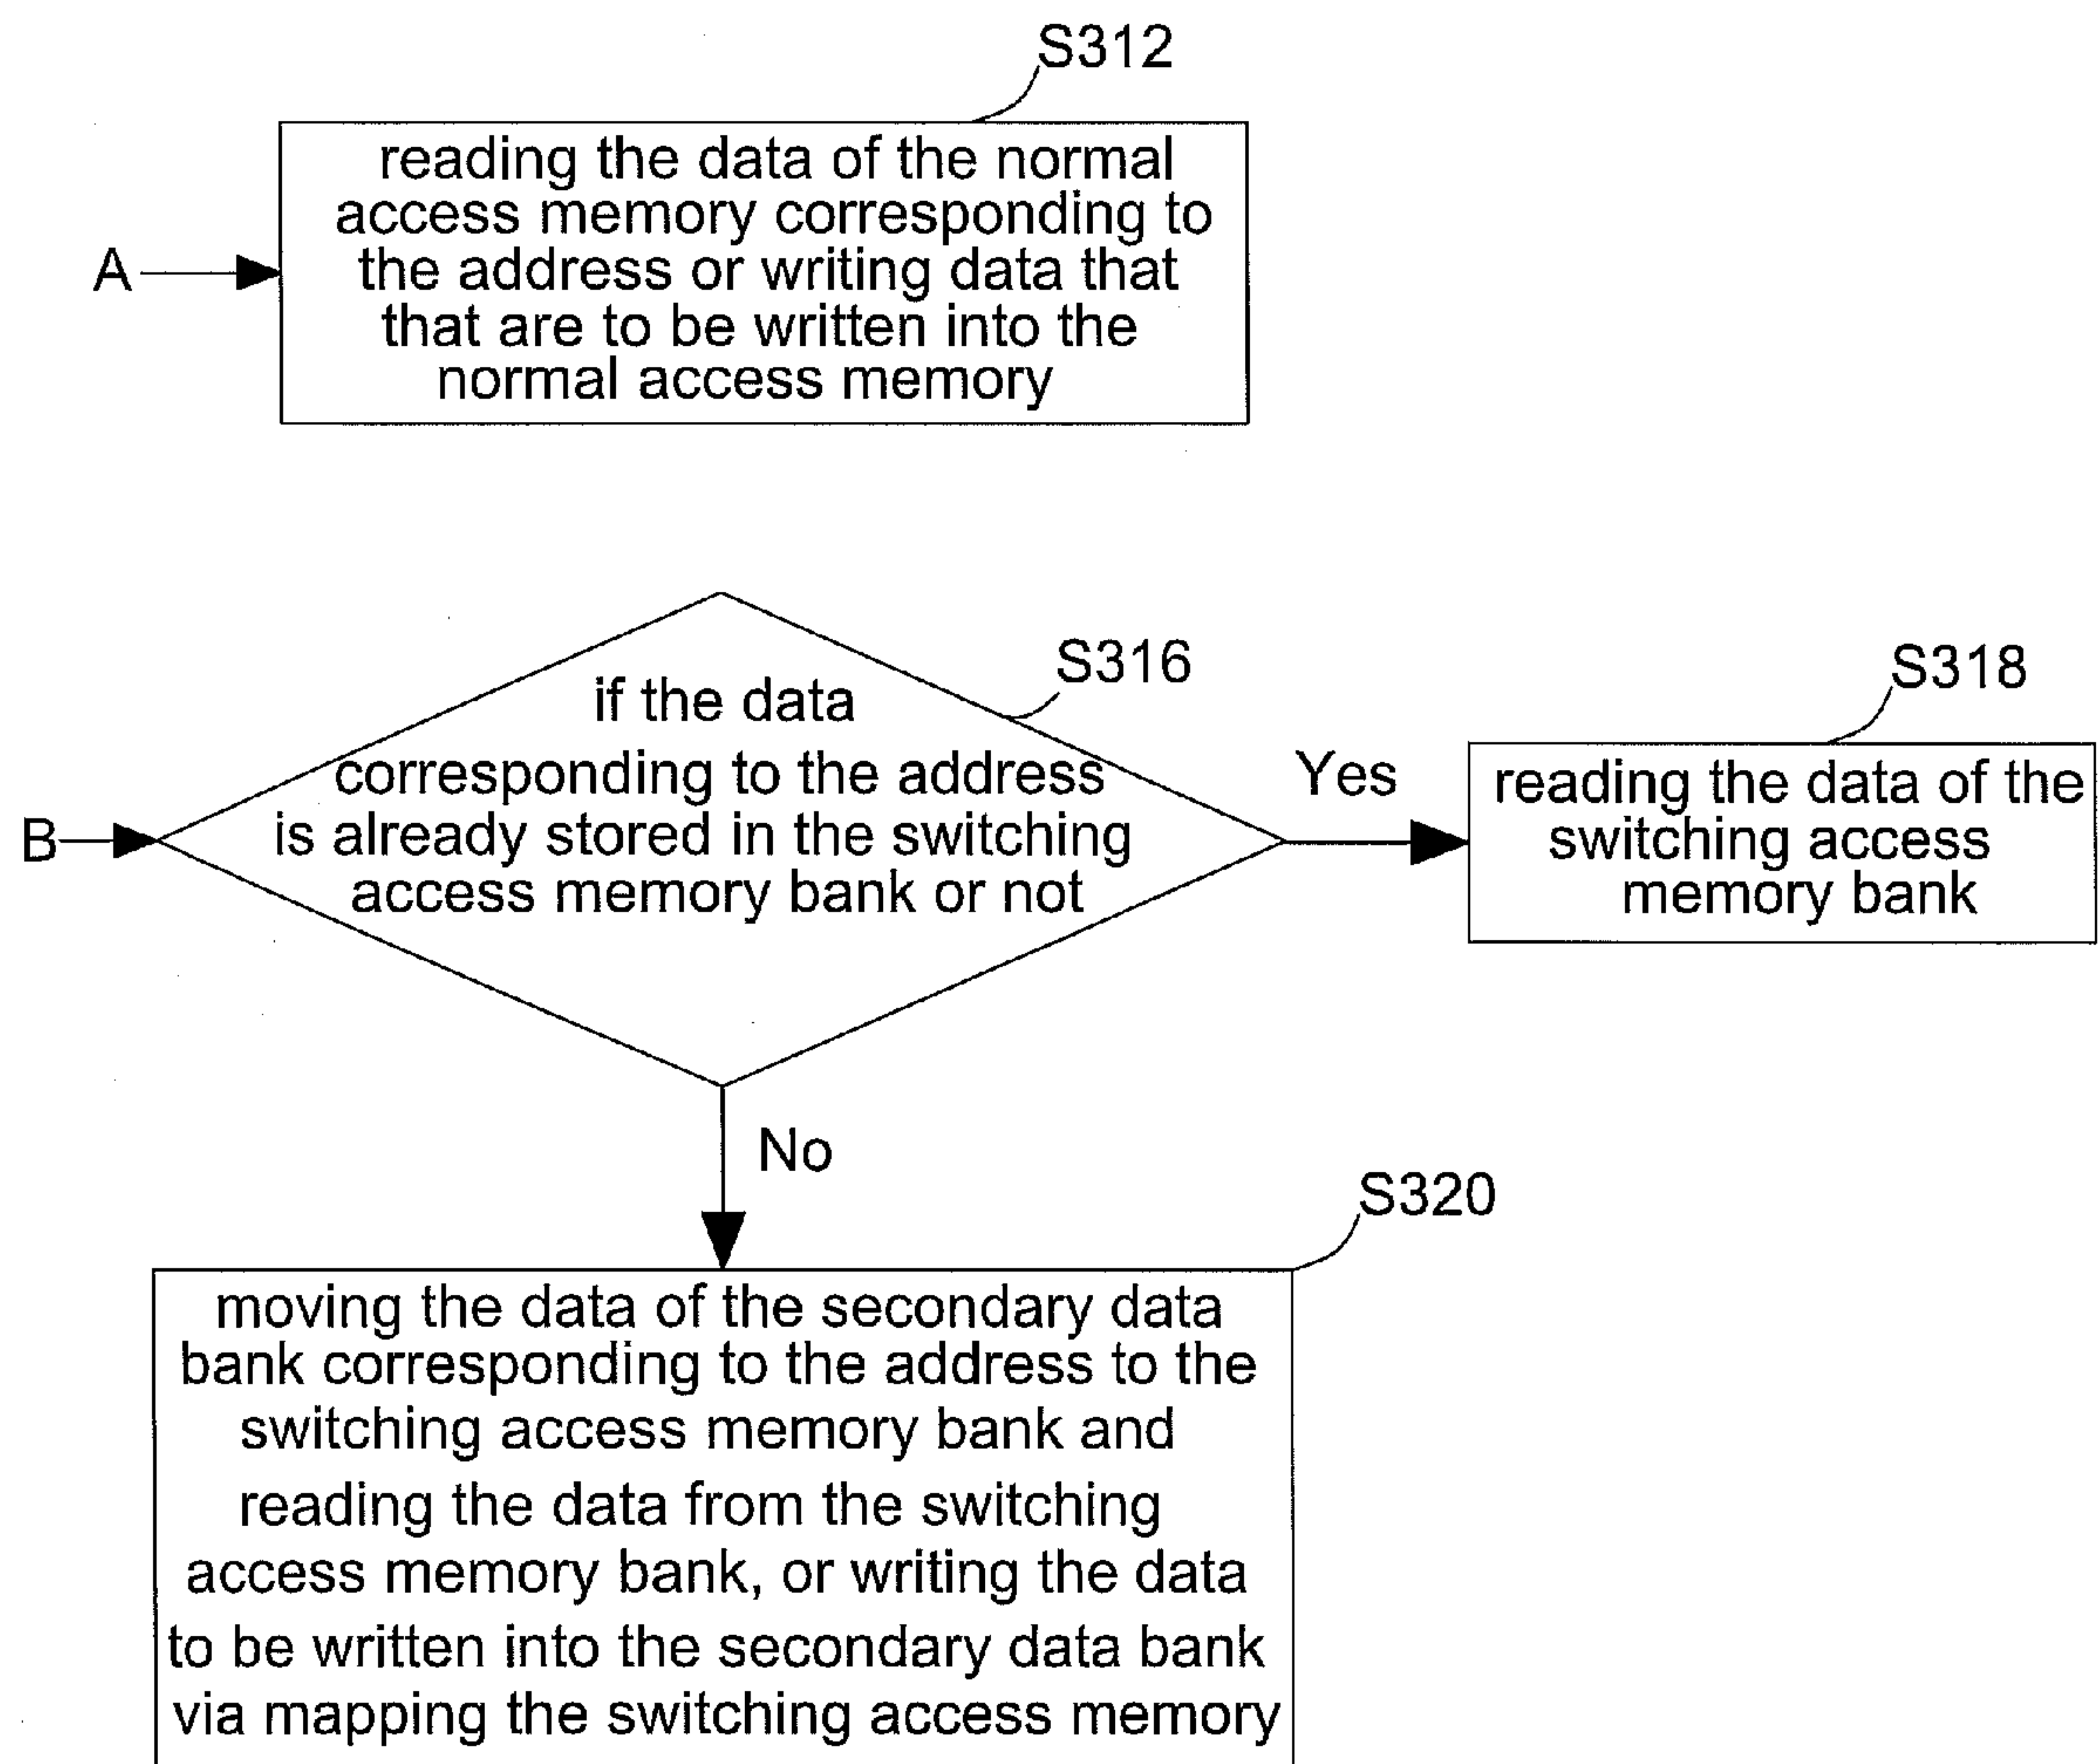 S312
reading the data of the normal
access memory corresponding to
the address or writing data that
that are to be written into the
normal access memory
A
S316
if the data
corresponding to the address
is already stored in the switching
access memory bank or not
B
Yes
S318
reading the data of the
switching access
memory bank
No
S320
moving the data of the secondary data
bank corresponding to the address to the
switching access memory bank and
reading the data from the switching
access memory bank, or writing the data
to be written into the secondary data bank
via mapping the switching access memory